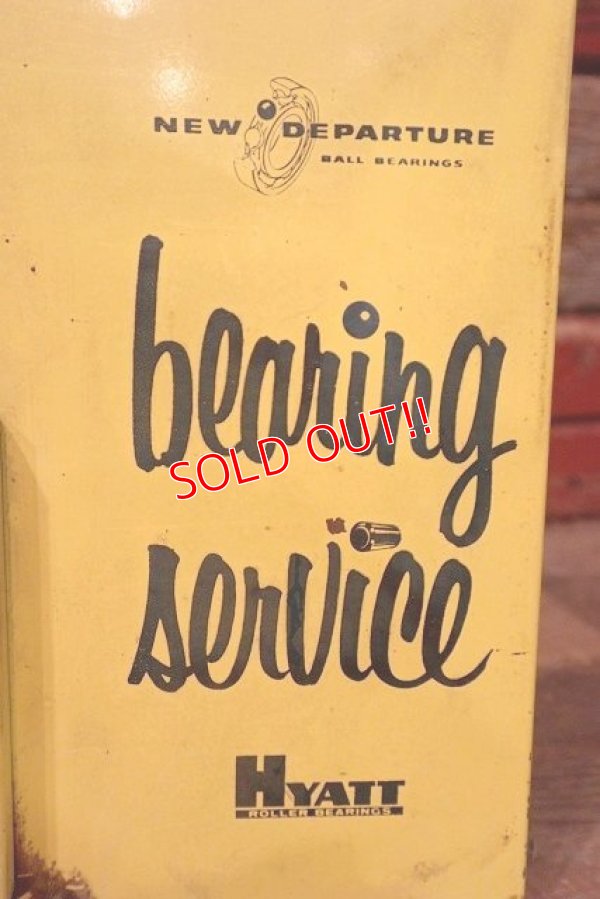 NEW DEPARTURE
BALL BEARINGS
bearing
SOLD OUT!!
service
HYATT
ROLLER BEARINGS